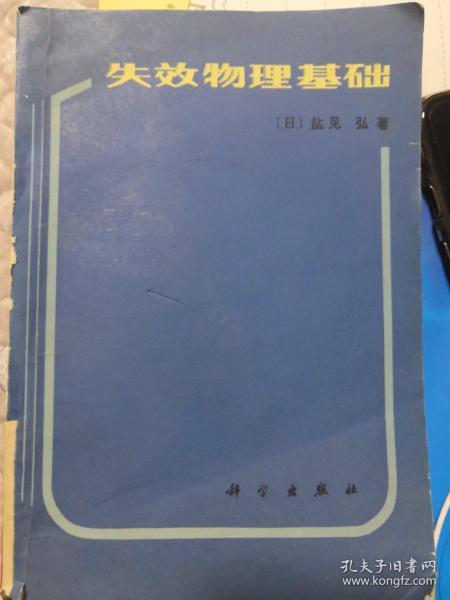 失效物理基础
〔日〕盐见 弘著
科学出版社
孔夫子旧书网
www.kongfz.com